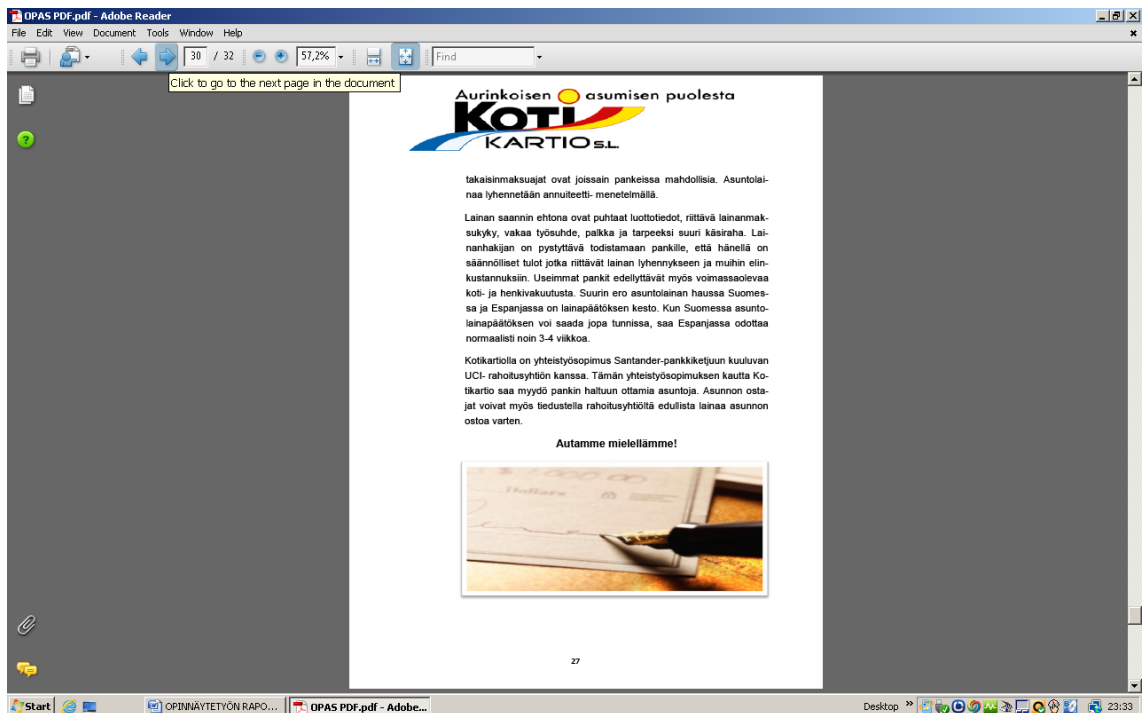 OPAS PDF.pdf - Adobe Reader
File Edit View Document Tools Window Help
30 / 32 57,2% Find
Click to go to the next page in the document
Aurinkoisen asumisen puolesta
KOTI
KARTIO S.L.
takaisinmaksuajat ovat joissain pankeissa mahdollisia. Asuntolai-
naa lyhennetään annuiteetti- menetelmällä.
Lainan saannin ehtona ovat puhtaat luottotiedot, riittävä lainanmak-
sukyky, vakaa työsuhde, palkka ja tarpeeksi suuri käsiraha. Lai-
nanhakijan on pystyttävä todistamaan pankille, että hänellä on
säännölliset tulot jotka riittävät lainan lyhennykseen ja muihin elin-
kustannuksiin. Useimmat pankit edellyttävät myös voimassaolevaa
koti- ja henkivakuutusta. Suurin ero asuntolainan haussa Suomes-
sa ja Espanjassa on lainapäätöksen kesto. Kun Suomessa asunto-
lainapäätöksen voi saada jopa tunnissa, saa Espanjassa odottaa
normaalisti noin 3-4 viikkoa.
Kotikartiolla on yhteistyösopimus Santander-pankkiketjuun kuuluvan
UCI- rahoitusyhtiön kanssa. Tämän yhteistyösopimuksen kautta Ko-
tikartio saa myydö pankin haltuun ottamia asuntoja. Asunnon osta-
jat voivat myös tiedustella rahoitusyhtiöltä edullista lainaa asunnon
ostoa varten.
Autamme mielellämme!
Dollars
27
Start OPINNÄYTETYÖN RAPO... OPAS PDF.pdf - Adobe... Desktop » 23:33